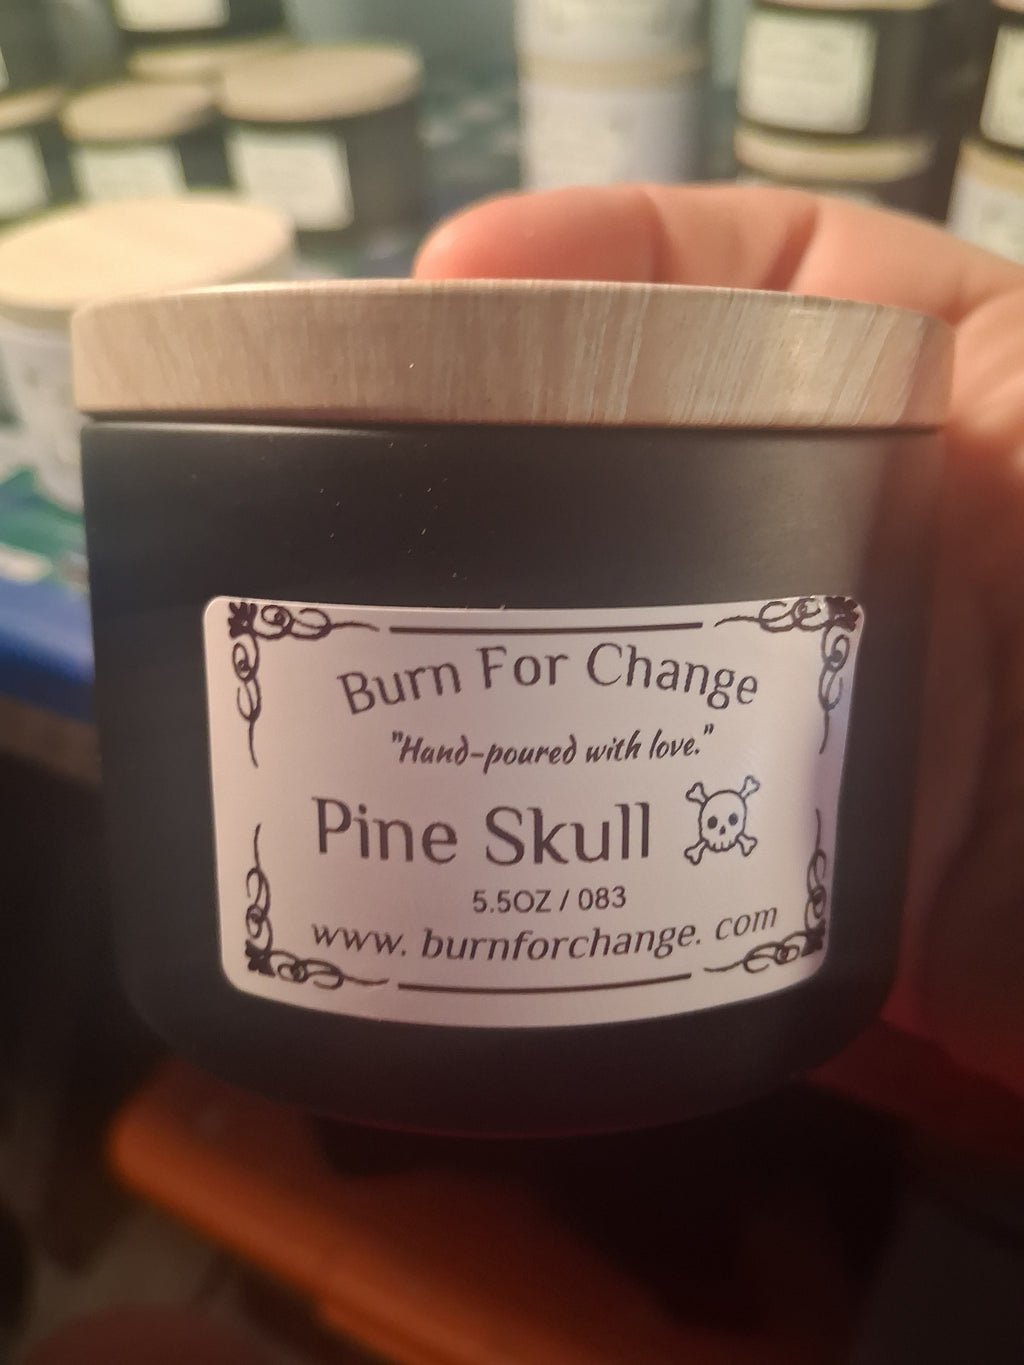 Burn For Change
"Hand-poured with love."
Pine Skull
5.5OZ / 083
www. burnforchange. com